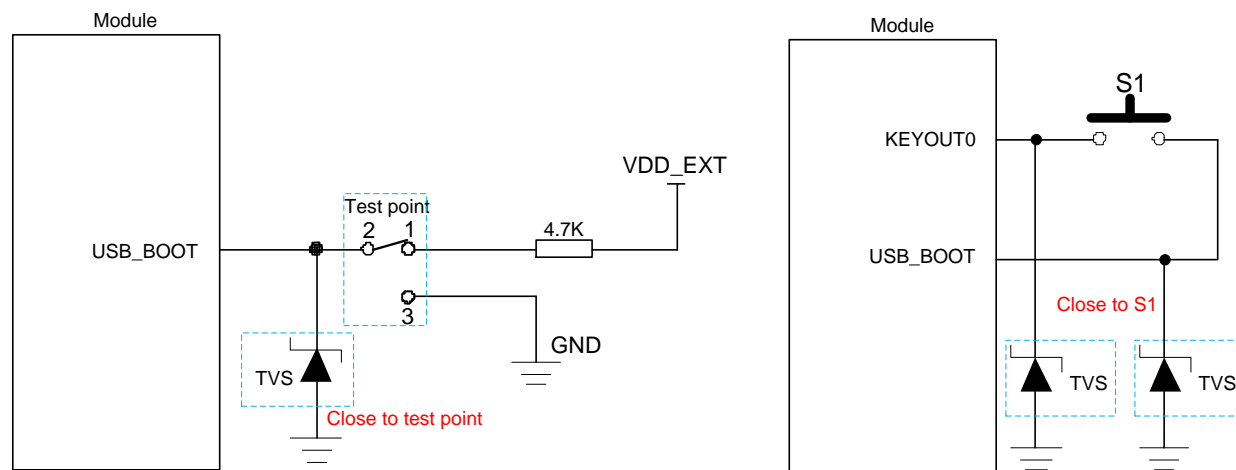 Module
USB_BOOT
Test point
2 1
3
4.7K
VDD_EXT
GND
TVS
Close to test point
Module
KEYOUT0
USB_BOOT
S1
Close to S1
TVS
TVS